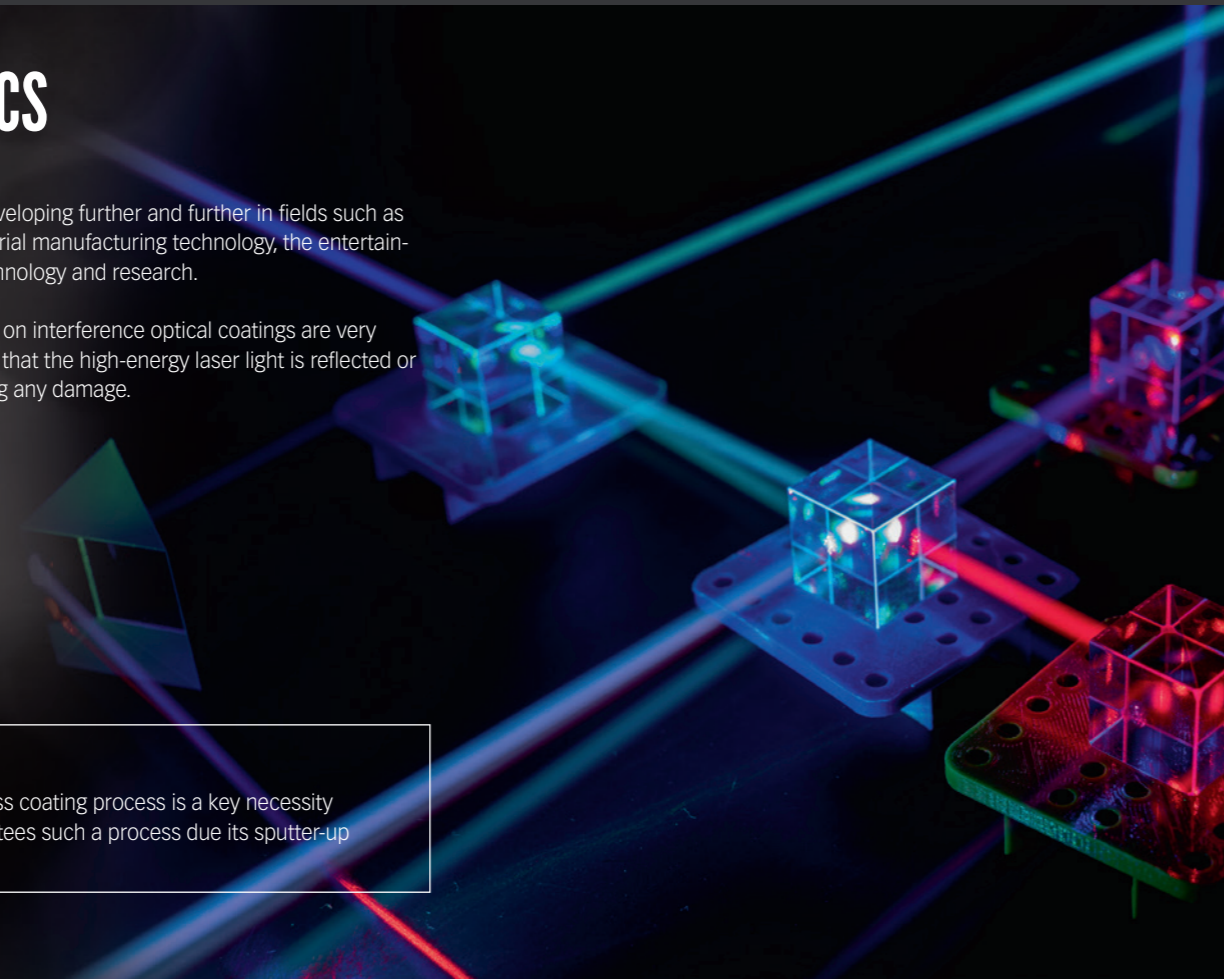 CS
veloping further and further in fields such as
rial manufacturing technology, the entertain-
nnology and research.
on interference optical coatings are very
that the high-energy laser light is reflected or
g any damage.
ss coating process is a key necessity
tees such a process due its sputter-up